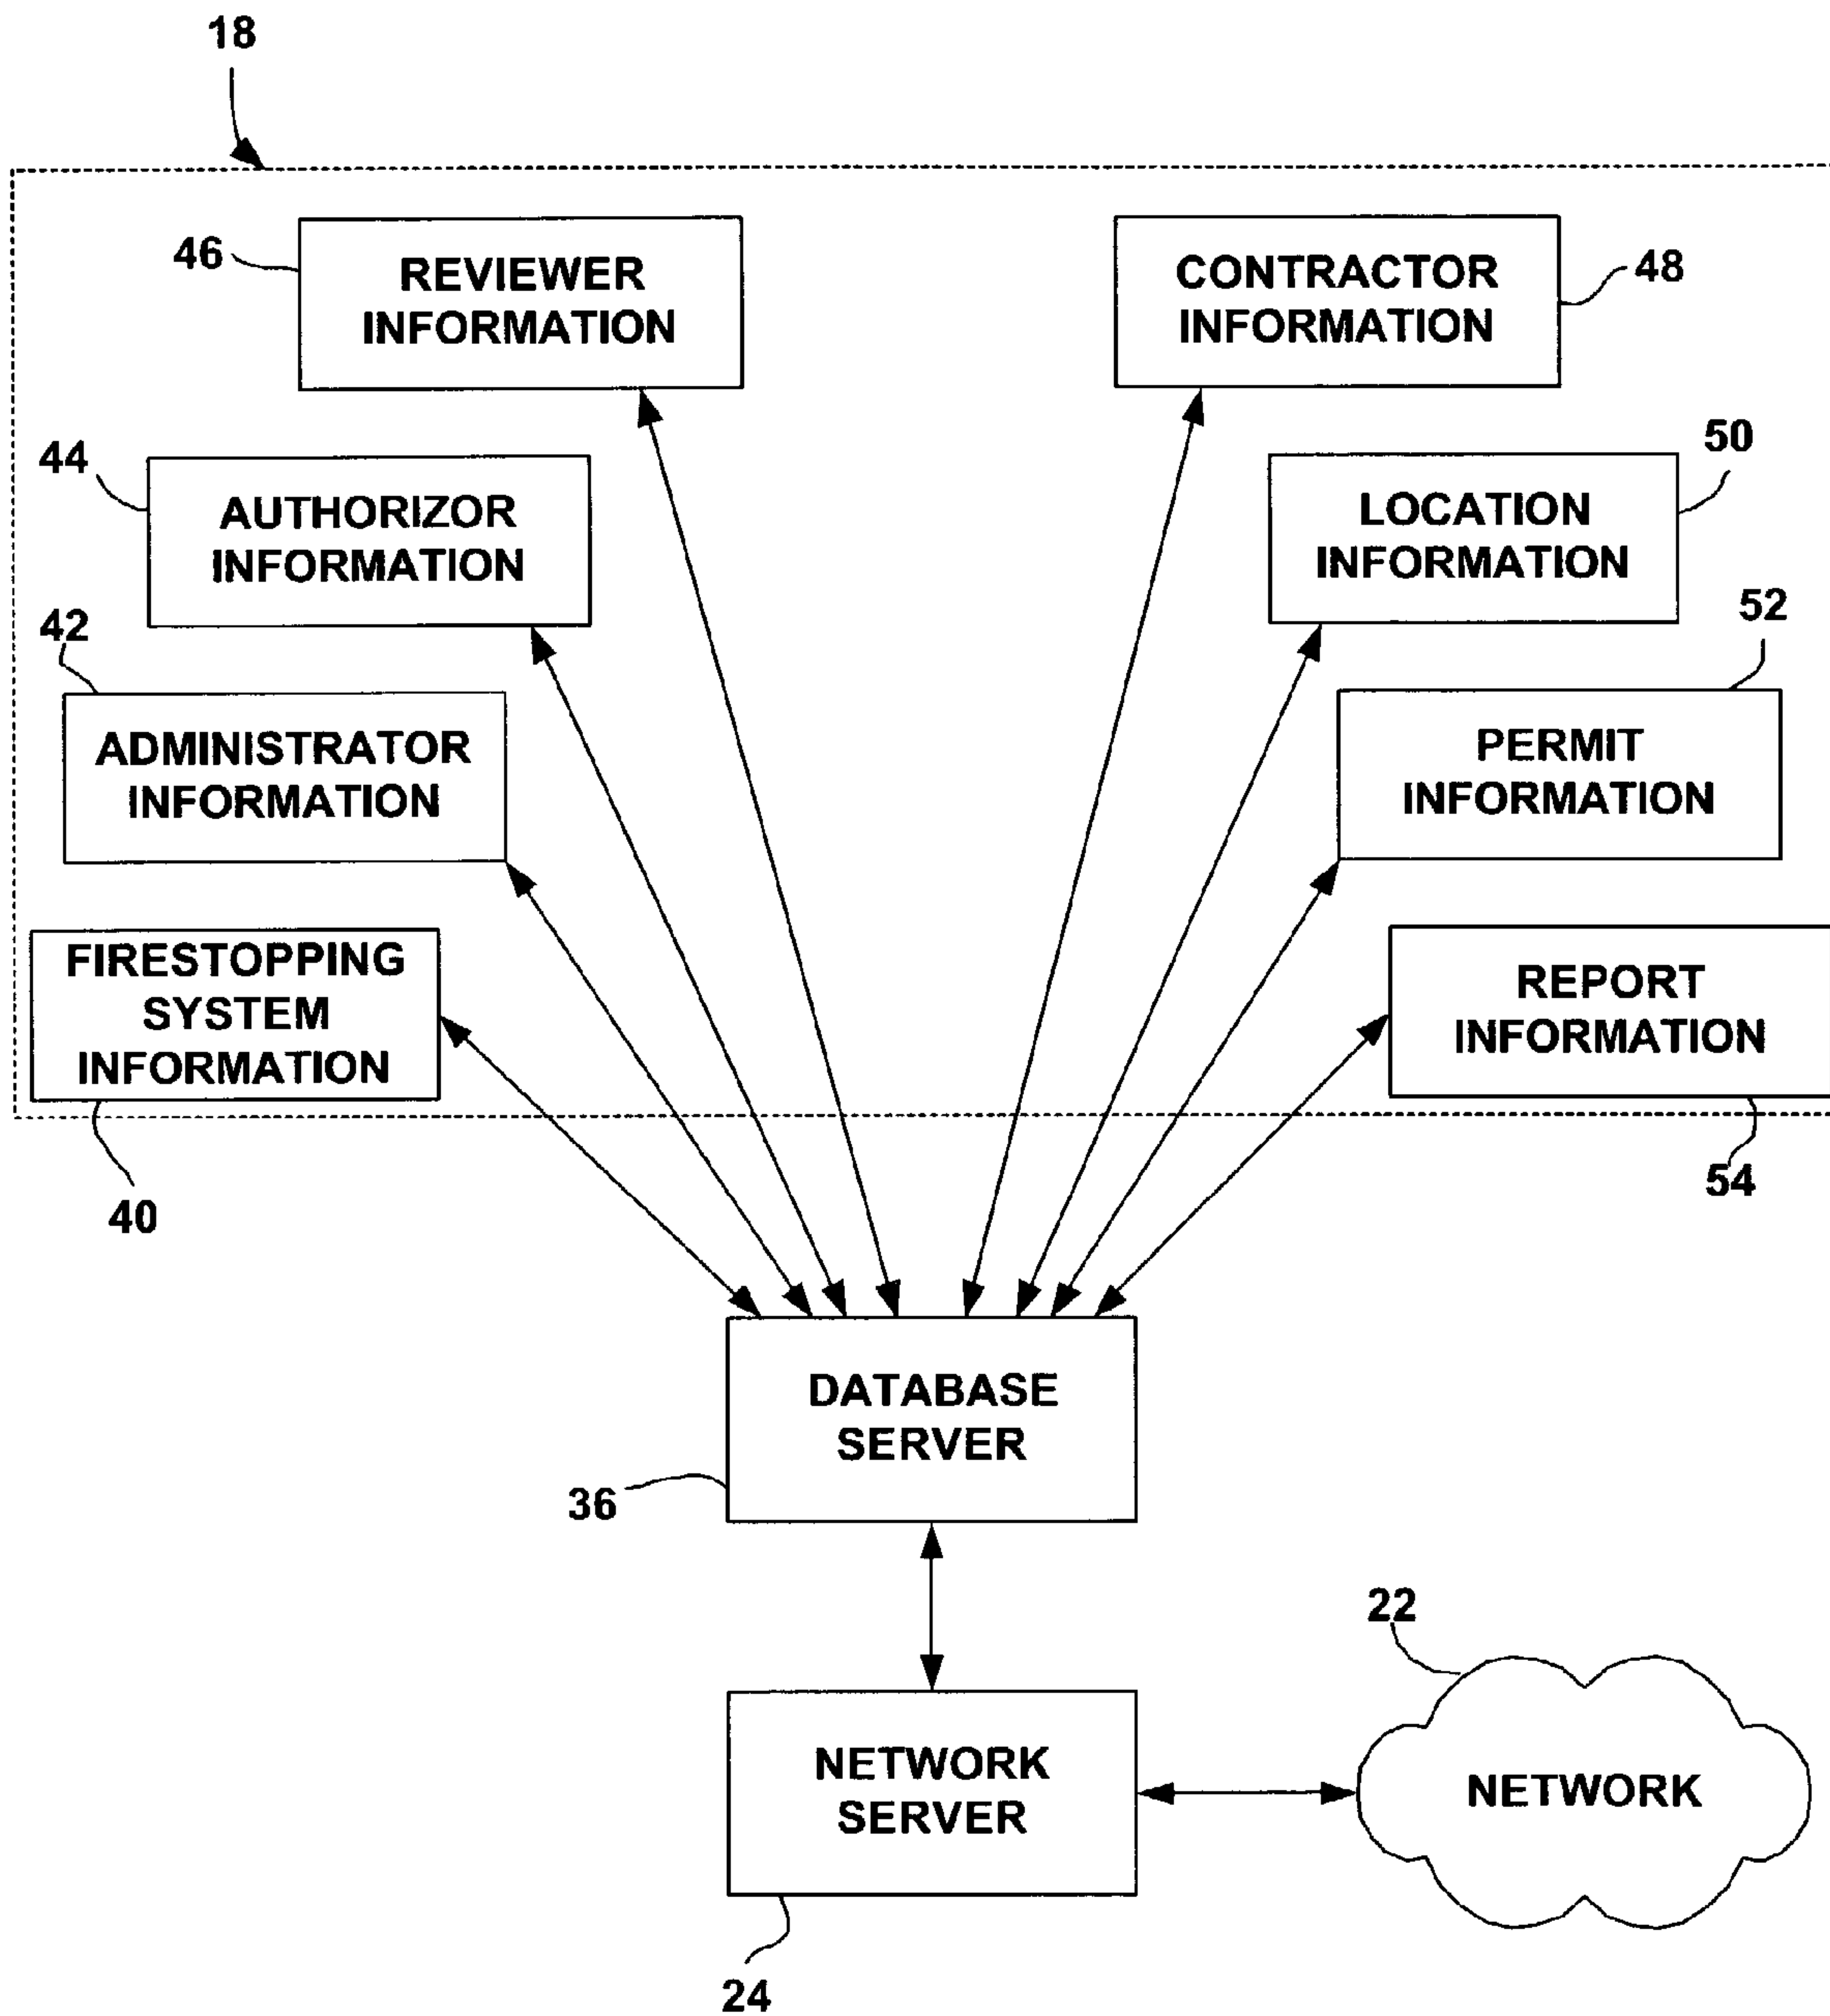 18
46
REVIEWER
INFORMATION
CONTRACTOR
INFORMATION
48
44
AUTHORIZOR
INFORMATION
LOCATION
INFORMATION
50
42
ADMINISTRATOR
INFORMATION
52
PERMIT
INFORMATION
FIRESTOPPING
SYSTEM
INFORMATION
40
REPORT
INFORMATION
54
DATABASE
SERVER
36
22
NETWORK
SERVER
NETWORK
24